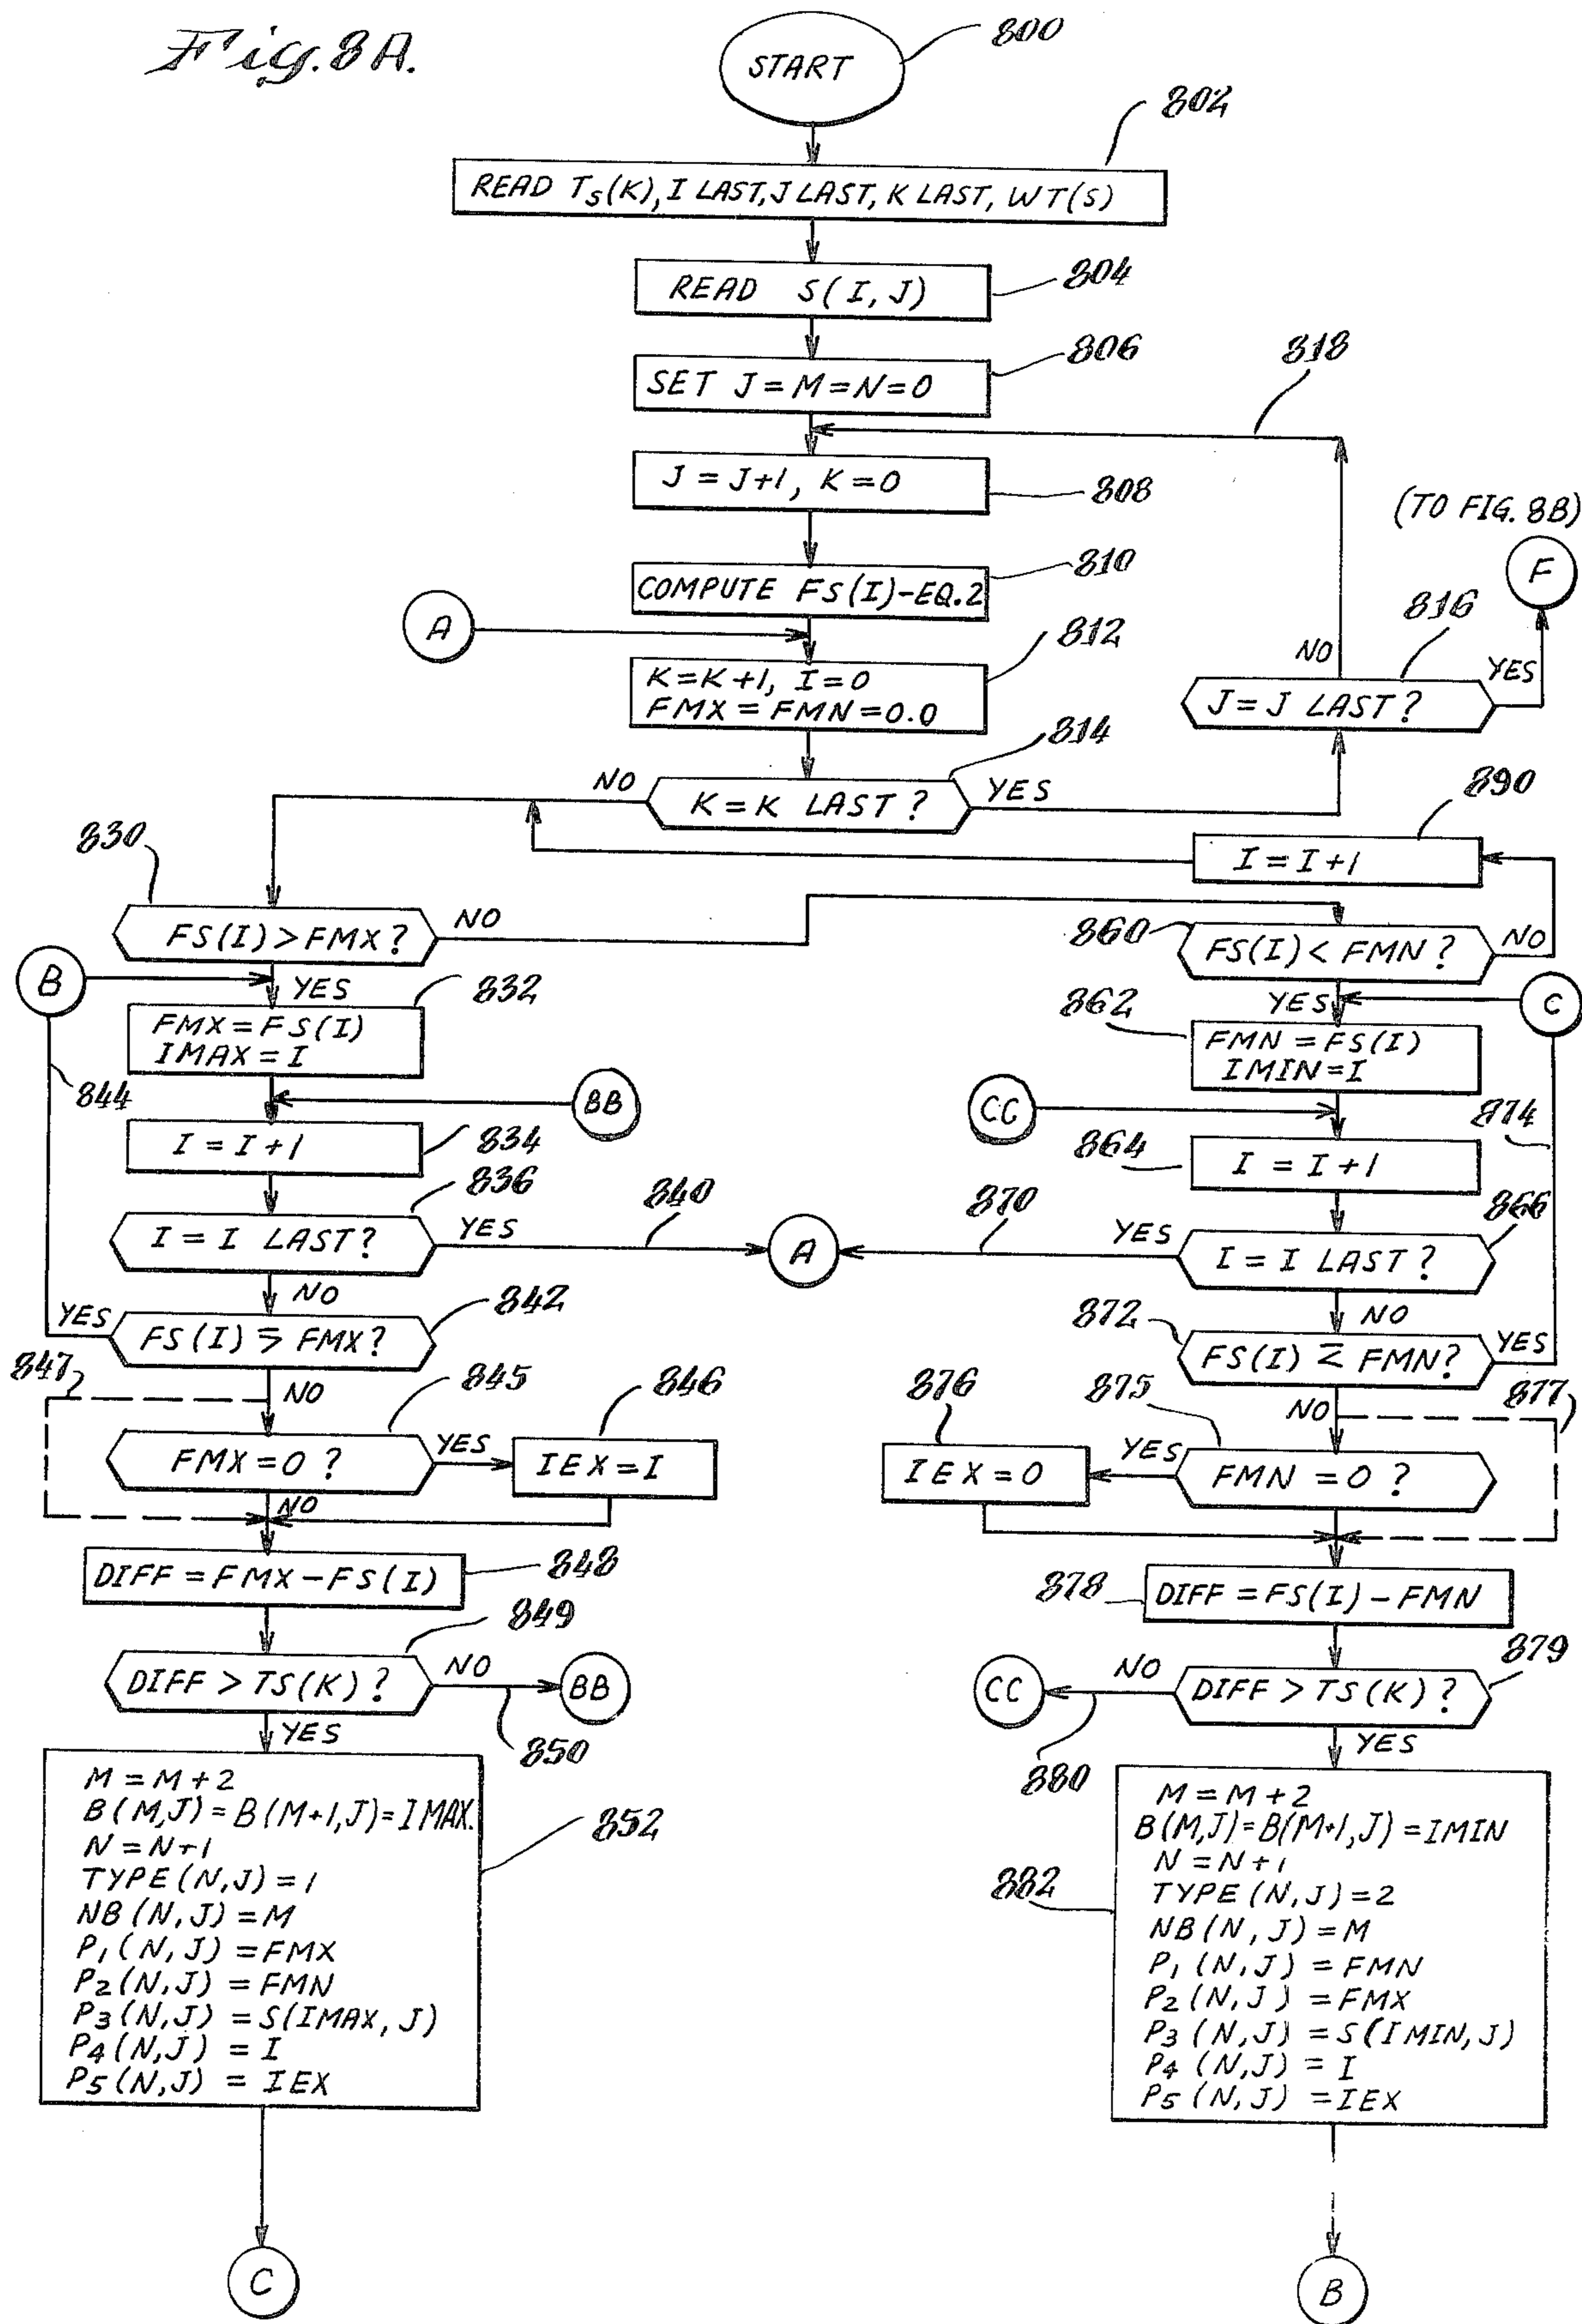 Fig. 8A.
START
800
802
READ TS(K), I LAST, J LAST, K LAST, WT(S)
READ S(I,J)
804
SET J=M=N=0
806
818
J=J+1, K=0
808
(TO FIG. 8B)
F
COMPUTE FS(I)-EQ.2
810
A
K=K+1, I=0
FMX=FMN=0.0
812
816
NO
YES
J=J LAST?
814
NO
K=K LAST?
YES
890
I=I+1
830
FS(I)>FMX?
NO
860
FS(I)<FMN?
NO
B
YES
832
FMX=FS(I)
IMAX=I
YES
C
862
FMN=FS(I)
IMIN=I
844
BB
CC
874
I=I+1
834
864
I=I+1
836
840
870
866
I=I LAST?
YES
A
YES
I=I LAST?
NO
842
NO
872
YES
FS(I) ≥ FMX?
FS(I) ≤ FMN?
YES
847
NO
845
846
876
875
NO
877
FMX=0?
YES
IEX=I
IEX=0
YES
FMN=0?
NO
DIFF=FMX-FS(I)
848
878
DIFF=FS(I)-FMN
849
879
DIFF>TS(K)?
NO
BB
CC
NO
DIFF>TS(K)?
YES
850
880
YES
M=M+2
B(M,J)=B(M+1,J)=IMAX.
N=N+1
TYPE(N,J)=1
NB(N,J)=M
P1(N,J)=FMX
P2(N,J)=FMN
P3(N,J)=S(IMAX,J)
P4(N,J)=I
P5(N,J)=IEX
852
882
M=M+2
B(M,J)=B(M+1,J)=IMIN
N=N+1
TYPE(N,J)=2
NB(N,J)=M
P1(N,J)=FMN
P2(N,J)=FMX
P3(N,J)=S(IMIN,J)
P4(N,J)=I
P5(N,J)=IEX
C
B